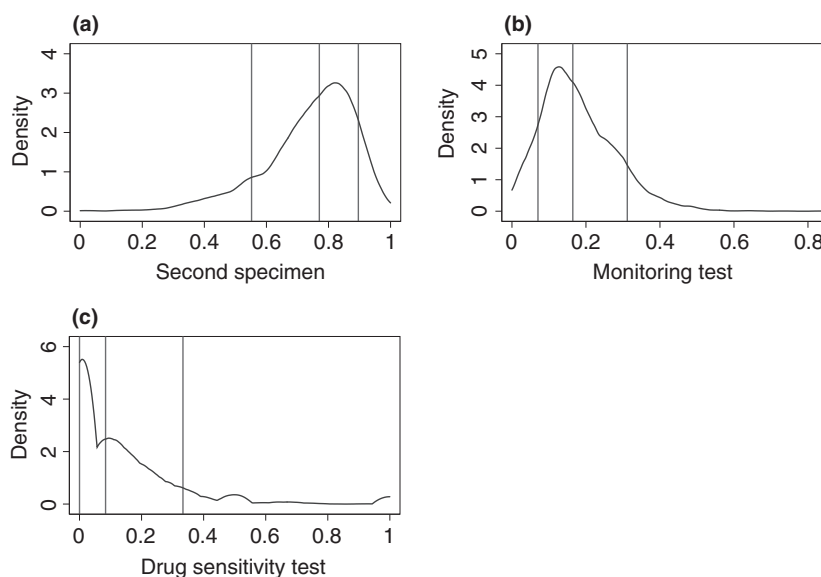 (a)
Density
4
3
2
1
0
0 0.2 0.4 0.6 0.8 1
Second specimen
(b)
Density
5
4
3
2
1
0
0 0.2 0.4 0.6 0.8
Monitoring test
(c)
Density
6
4
2
0
0 0.2 0.4 0.6 0.8 1
Drug sensitivity test